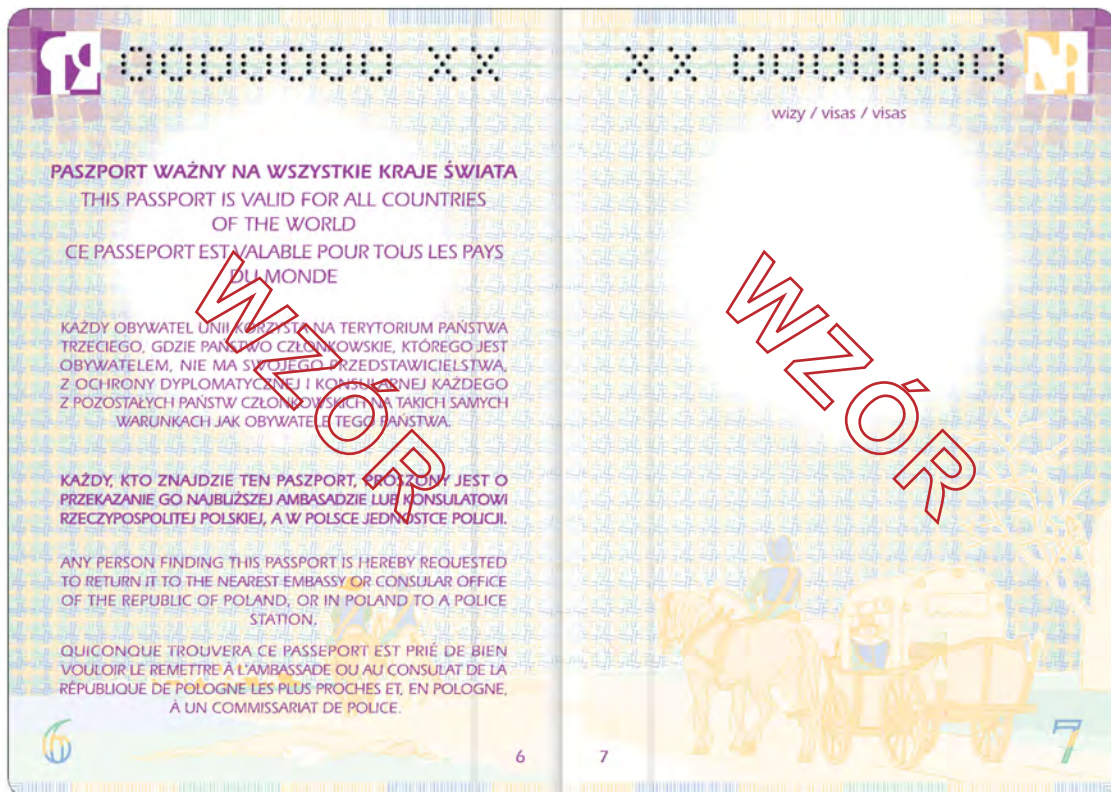 0000000 XX
PASZPORT WAŻNY NA WSZYSTKIE KRAJE ŚWIATA
THIS PASSPORT IS VALID FOR ALL COUNTRIES
OF THE WORLD
CE PASSEPORT EST VALABLE POUR TOUS LES PAYS
DU MONDE
KAŻDY OBYWATEL UNII KORZYSTA NA TERYTORIUM PAŃSTWA
TRZECIEGO, GDZIE PAŃSTWO CZŁONKOWSKIE, KTÓREGO JEST
OBYWATELEM, NIE MA SWOJEGO PRZEDSTAWICIELSTWA,
Z OCHRONY DYPLOMATYCZNEJ I KONSULARNEJ KAŻDEGO
Z POZOSTAŁYCH PAŃSTW CZŁONKOWSKICH NA TAKICH SAMYCH
WARUNKACH JAK OBYWATELE TEGO PAŃSTWA.
KAŻDY, KTO ZNAJDZIE TEN PASZPORT, PROSZONY JEST O
PRZEKAZANIE GO NAJBLIŻSZEJ AMBASADZIE LUB KONSULATOWI
RZECZYPOSPOLITEJ POLSKIEJ, A W POLSCE JEDNOSTCE POLICJI.
ANY PERSON FINDING THIS PASSPORT IS HEREBY REQUESTED
TO RETURN IT TO THE NEAREST EMBASSY OR CONSULAR OFFICE
OF THE REPUBLIC OF POLAND, OR IN POLAND TO A POLICE
STATION.
QUICONQUE TROUVERA CE PASSEPORT EST PRIÉ DE BIEN
VOULOIR LE REMETTRE À L'AMBASSADE OU AU CONSULAT DE LA
RÉPUBLIQUE DE POLOGNE LES PLUS PROCHES ET, EN POLOGNE,
À UN COMMISSARIAT DE POLICE.
WZÓR
6
6
XX 0000000
wizy / visas / visas
WZÓR
7
7